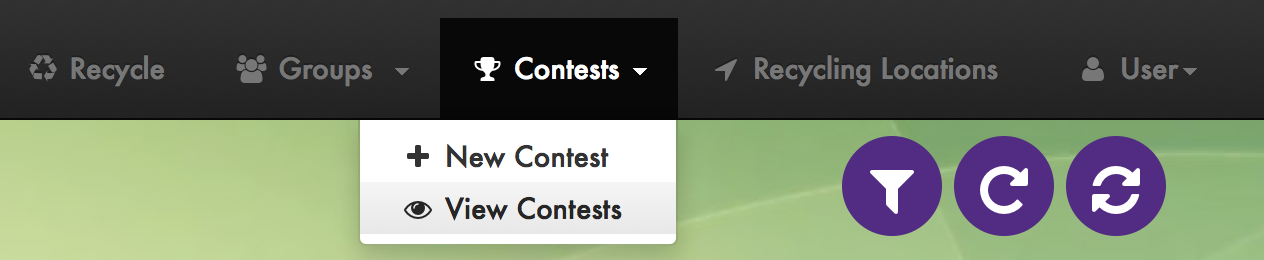 Recycle Groups Contests Recycling Locations User
New Contest
View Contests